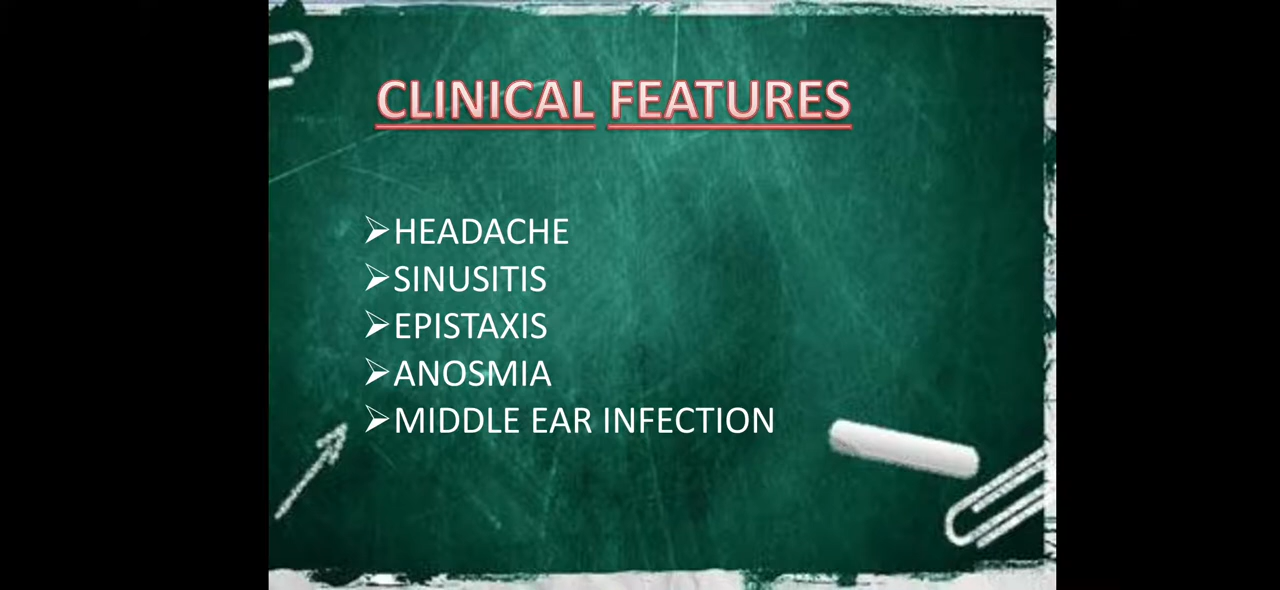 CLINICAL FEATURES
➢HEADACHE
➢SINUSITIS
➢EPISTAXIS
➢ANOSMIA
➢MIDDLE EAR INFECTION